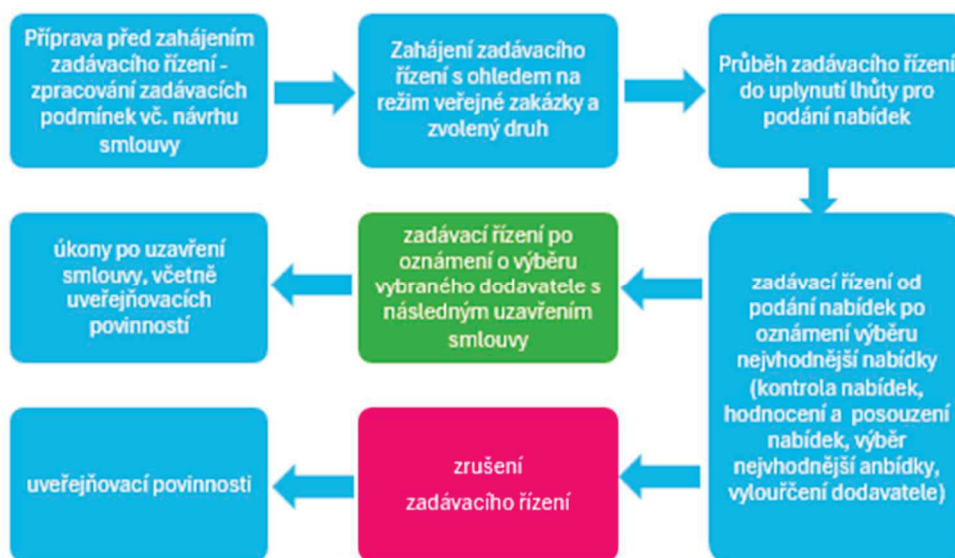 Příprava před zahájením
zadávacího řízení -
zpracování zadávacích
podmínek vč. návrhu
smlouvy
Zahájení zadávacího
řízení s ohledem na
režim veřejné zakázky a
zvolený druh
Průběh zadávacího řízení
do uplynutí lhůty pro
podání nabídek
zadávací řízení od
podání nabídek po
oznámení výběru
nejvhodnější nabídky
(kontrola nabídek,
hodnocení a posouzení
nabídek, výběr
nejvhodnější anbídky,
vylouřčení dodavatele)
zadávací řízení po
oznámení o výběru
vybraného dodavatele s
následným uzavřením
smlouvy
úkony po uzavření
smlouvy, včetně
uveřejňovacích
povinností
zrušení
zadávacího řízení
uveřejňovací povinnosti